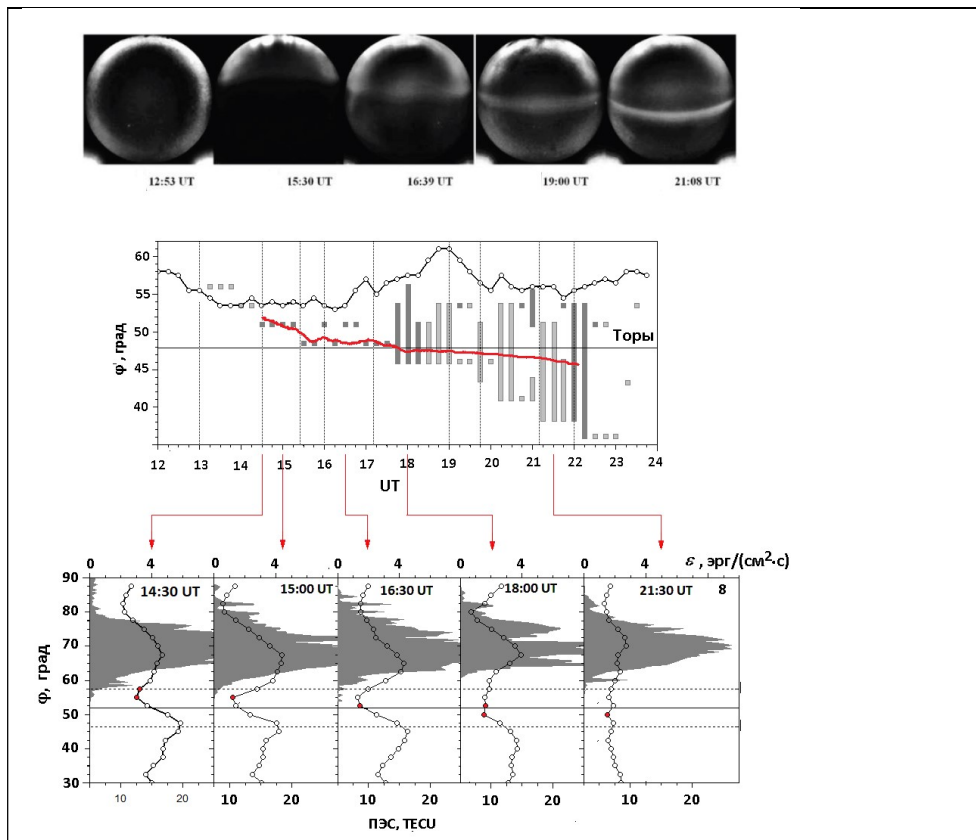 12:53 UT 15:30 UT 16:39 UT 19:00 UT 21:08 UT
φ', град
60
55
50
45
40
Торы
12 13 14 15 16 17 18 19 20 21 22 23 24
UT
0 4 0 4 0 4 0 4 0 4 ε , эрг/(см²·с)
14:30 UT 15:00 UT 16:30 UT 18:00 UT 21:30 UT 8
φ, град
90
80
70
60
50
40
30
10 20 10 20 10 20 10 20 10 20
ПЭС, TECU